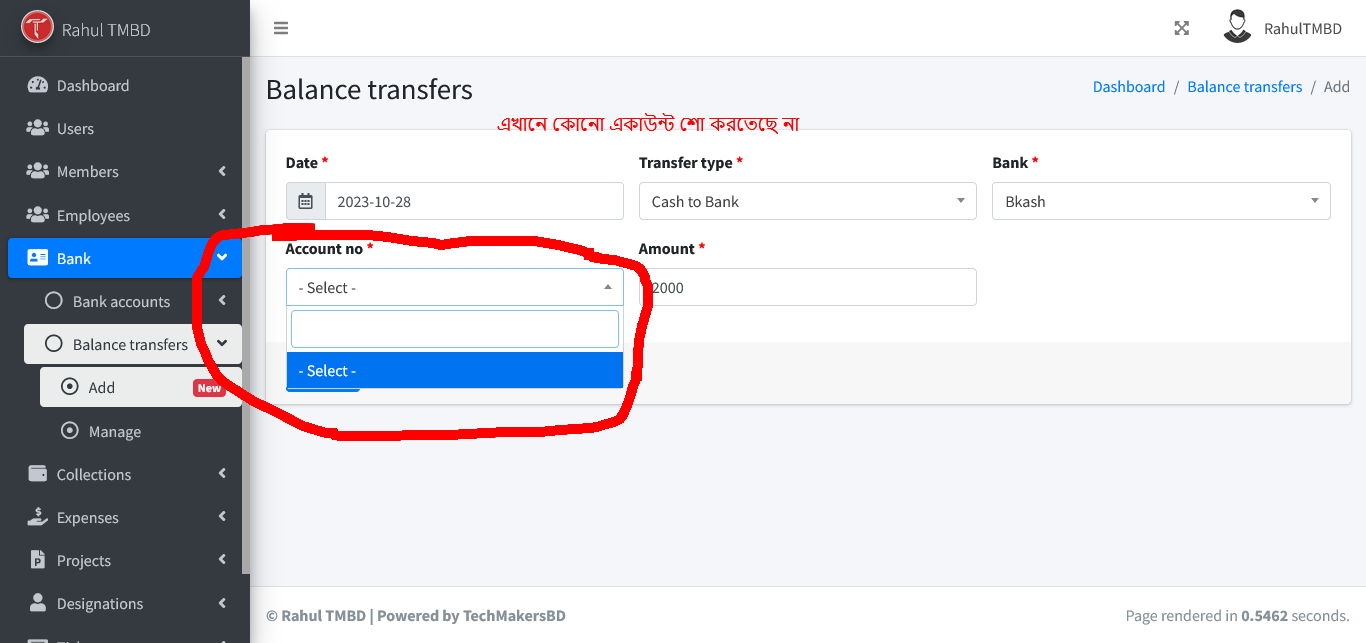 Rahul TMBD
RahulTMBD
Dashboard
Users
Members
Employees
Bank
Bank accounts
Balance transfers
Add New
Manage
Collections
Expenses
Projects
Designations
Balance transfers
Dashboard / Balance transfers / Add
এখানে কোনো একাউন্ট শো করতেছে না
Date *
2023-10-28
Transfer type *
Cash to Bank
Bank *
Bkash
Account no *
- Select -
- Select -
Amount *
2000
© Rahul TMBD | Powered by TechMakersBD
Page rendered in 0.5462 seconds.